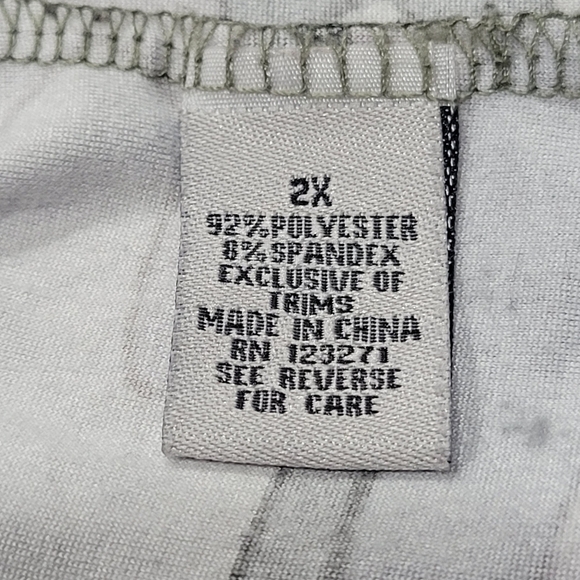 2X
92%POLYESTER
8%SPANDEX
EXCLUSIVE OF
TRIMS
MADE IN CHINA
RN 123271
SEE REVERSE
FOR CARE